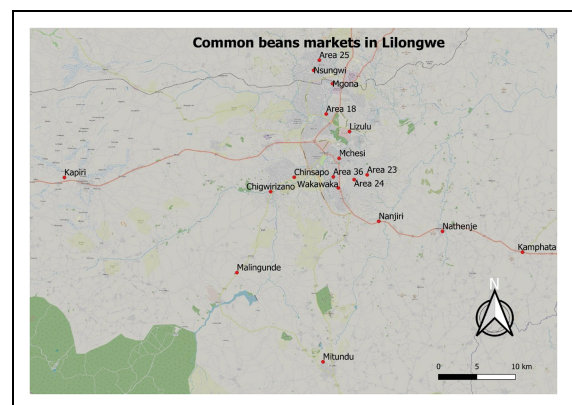 Common beans markets in Lilongwe
Area 25
Nsungwi
Mgona
Area 18
Lizulu
Mchesi
Kapiri
Chinsapo
Area 36
Area 23
Chigwirizano
Wakawaka
Area 24
Nanjiri
Nathenje
Kamphata
Malingunde
N
Mitundu
0 5 10 km